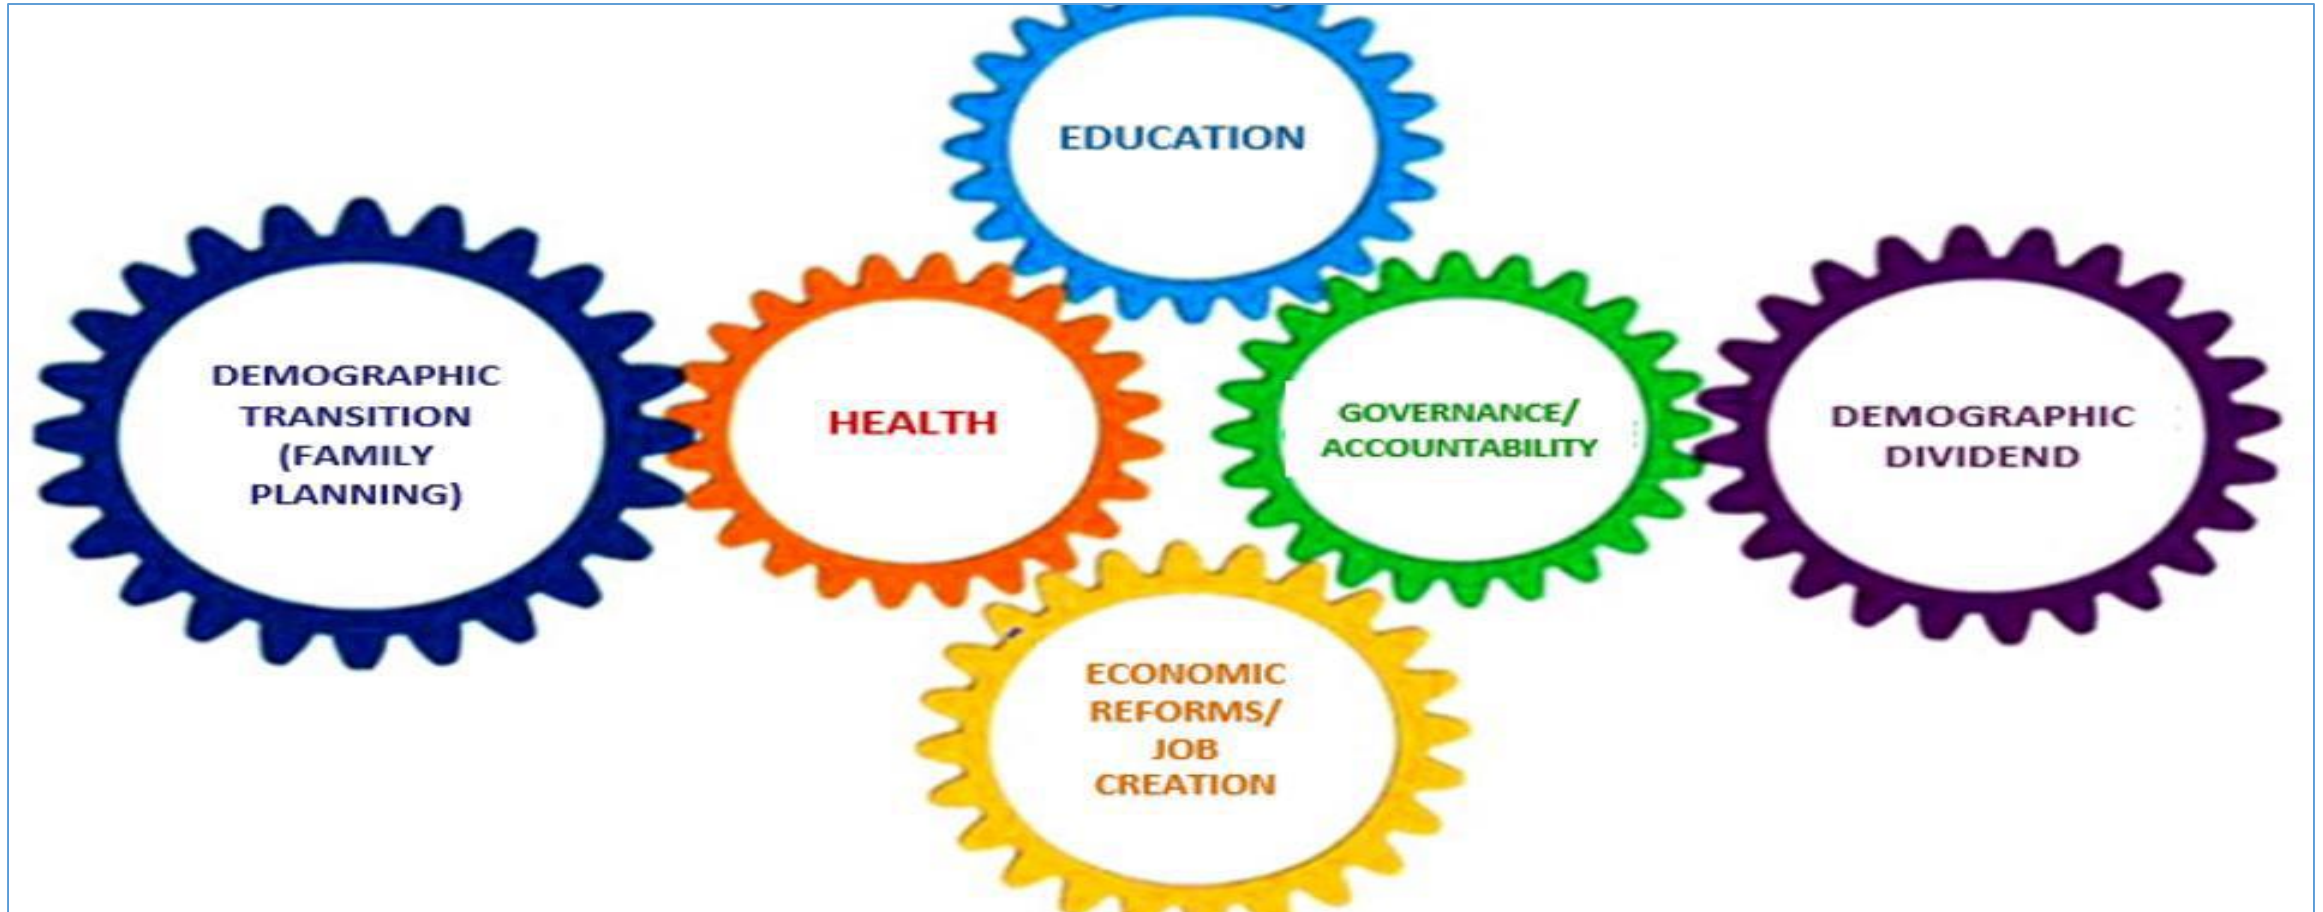 EDUCATION
DEMOGRAPHIC
TRANSITION
(FAMILY
PLANNING)
HEALTH
GOVERNANCE/
ACCOUNTABILITY
DEMOGRAPHIC
DIVIDEND
ECONOMIC
REFORMS/
JOB
CREATION